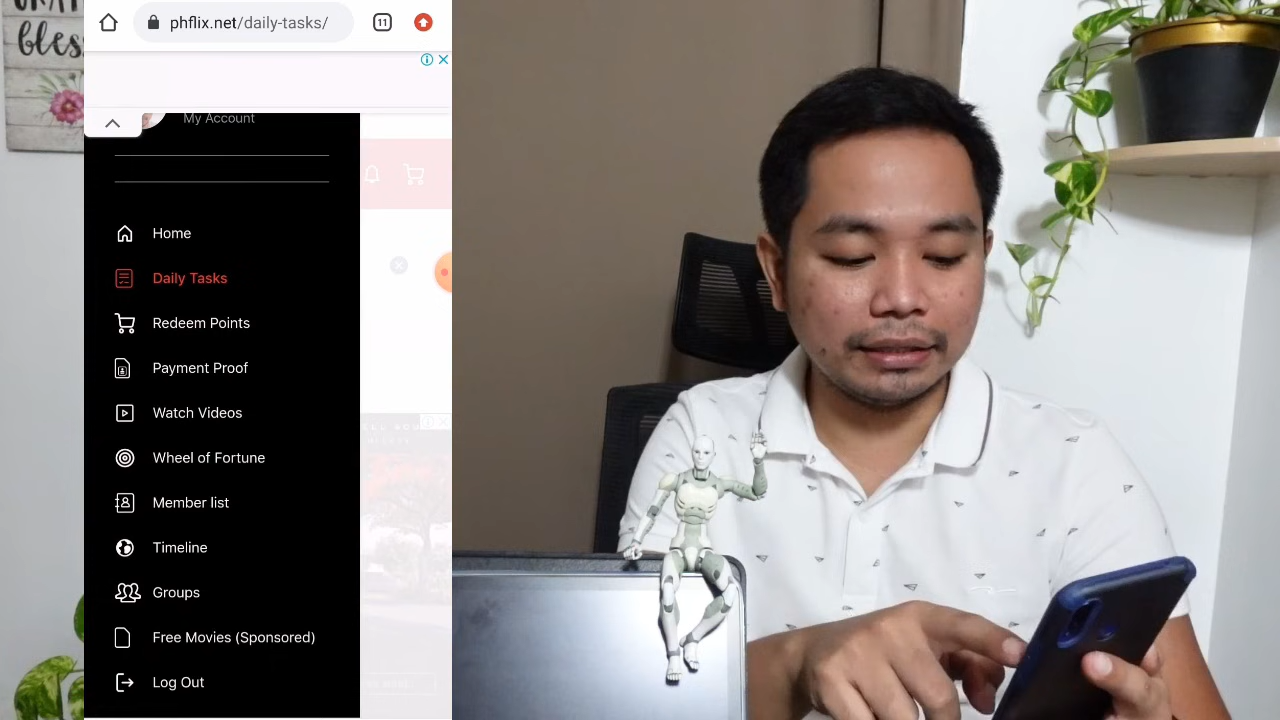 bless
phflix.net/daily-tasks/
11
My Account
Home
Daily Tasks
Redeem Points
Payment Proof
Watch Videos
Wheel of Fortune
Member list
Timeline
Groups
Free Movies (Sponsored)
Log Out